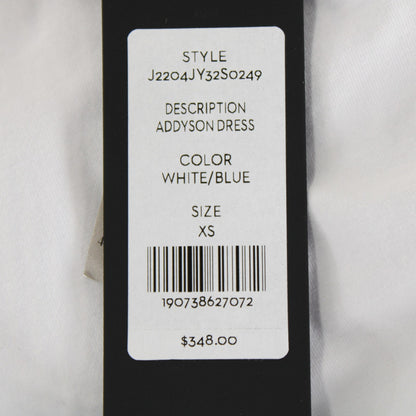 STYLE
J2204JY32S0249
DESCRIPTION
ADDYSON DRESS
COLOR
WHITE/BLUE
SIZE
XS
190738627072
$348.00